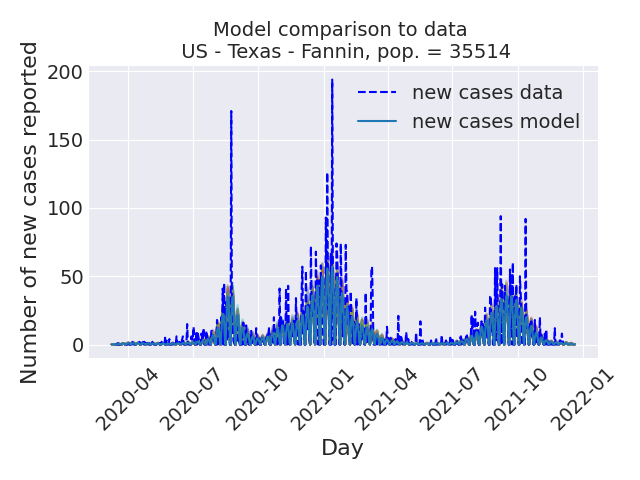 Model comparison to data
US - Texas - Fannin, pop. = 35514
Number of new cases reported
200
150
100
50
0
new cases data
new cases model
2020-04
2020-07
2020-10
2021-01
2021-04
2021-07
2021-10
2022-01
Day